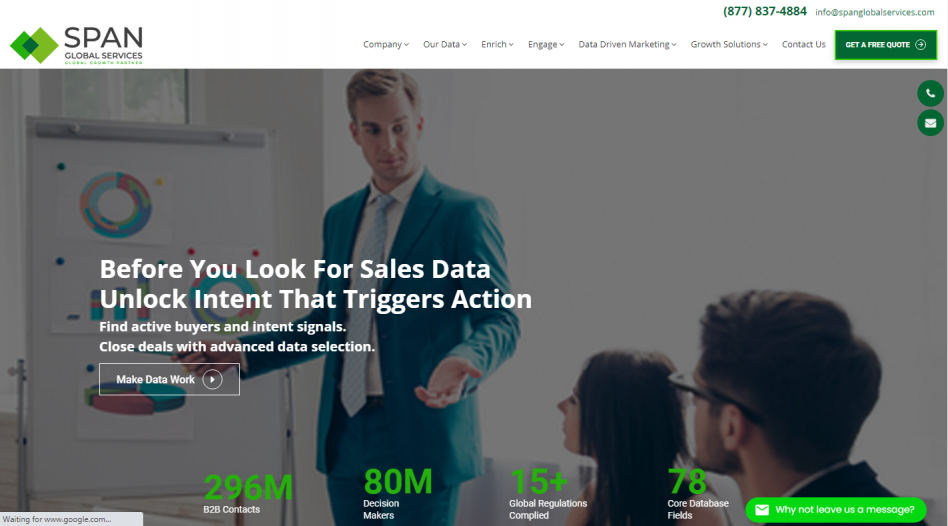 (877) 837-4884 info@spanglobalservices.com
SPAN
GLOBAL SERVICES
GLOBAL GROWTH PARTNER
Company Our Data Enrich Engage Data Driven Marketing Growth Solutions Contact Us GET A FREE QUOTE
Before You Look For Sales Data
Unlock Intent That Triggers Action
Find active buyers and intent signals.
Close deals with advanced data selection.
Make Data Work
296M
B2B Contacts
80M
Decision
Makers
15+
Global Regulations
Complied
78
Core Database
Fields
Why not leave us a message?
Waiting for www.google.com...